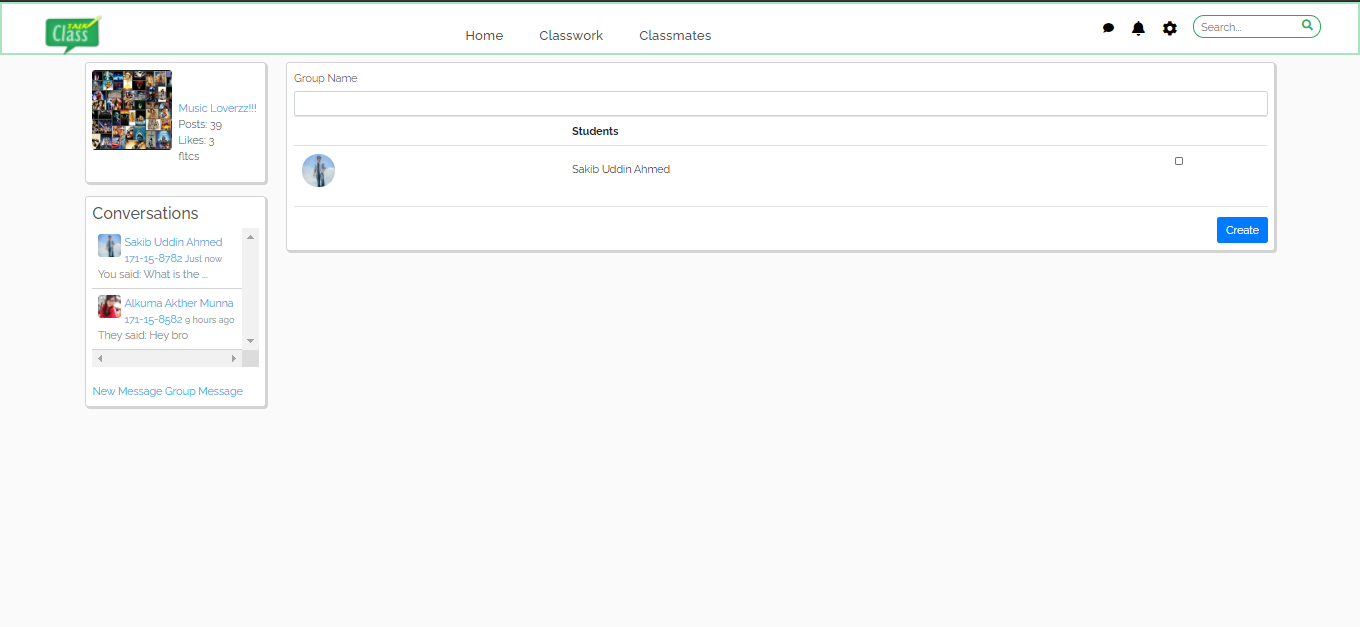 TALK
Class
Home Classwork Classmates
Search...
Music Loverzz!!!
Posts: 39
Likes: 3
fltcs
Conversations
Sakib Uddin Ahmed
171-15-8782 Just now
You said: What is the ...
Alkuma Akther Munna
171-15-8582 9 hours ago
They said: Hey bro
New Message Group Message
Group Name
Students
Sakib Uddin Ahmed
Create